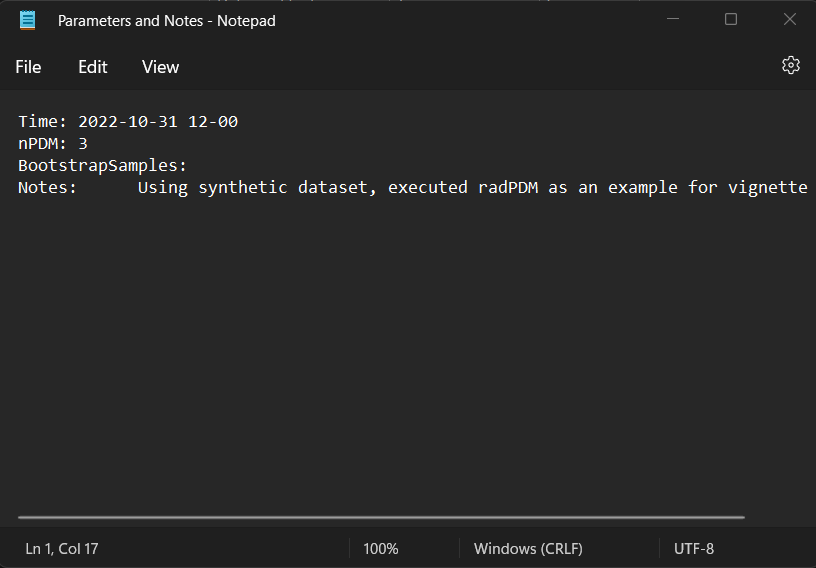 Parameters and Notes - Notepad
File Edit View
Time: 2022-10-31 12-00
nPDM: 3
BootstrapSamples:
Notes: Using synthetic dataset, executed radPDM as an example for vignette
Ln 1, Col 17 100% Windows (CRLF) UTF-8